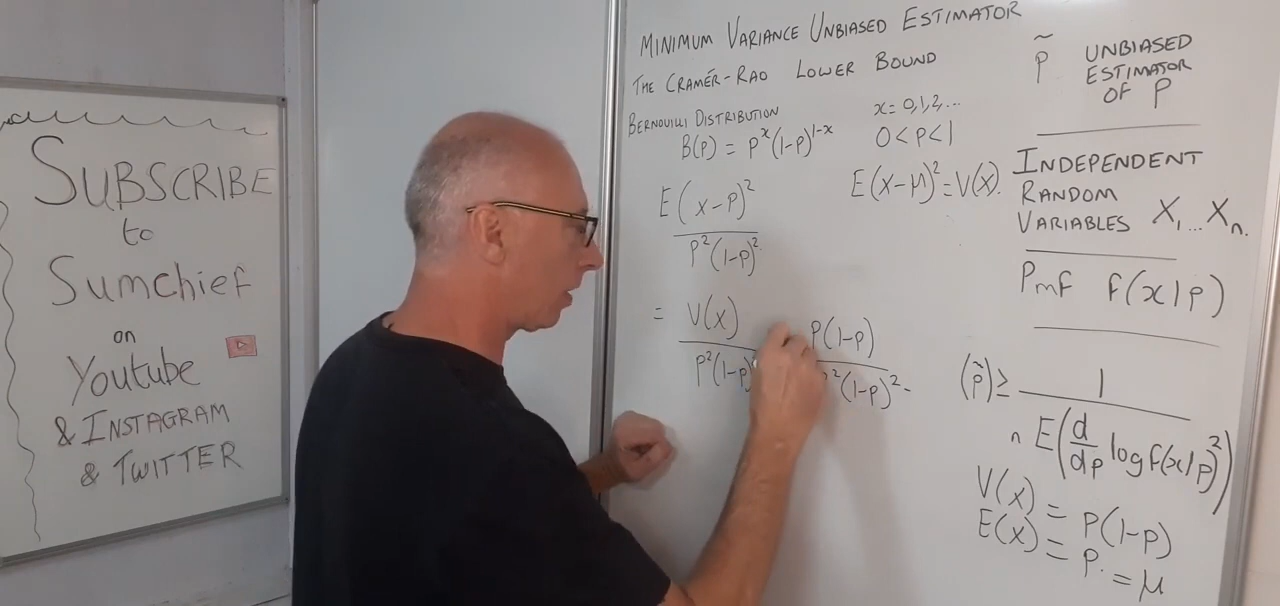 SUBSCRIBE
to
Sumchief
on
Youtube
& INSTAGRAM
& TWITTER
MINIMUM VARIANCE UNBIASED ESTIMATOR
THE CRAMÉR-RAO LOWER BOUND
BERNOUILLI DISTRIBUTION
B(p) = p^x(1-p)^1-x
x = 0,1,2,...
0 < p < 1
E(x-p)²
p²(1-p)²
E(x-μ)² = V(x).
= V(x)
p²(1-p)
p(1-p)
²(1-p)²
p̃ UNBIASED
ESTIMATOR
OF p
INDEPENDENT
RANDOM
VARIABLES X₁... Xn.
Pmf f(x|p)
(p̃) ≥ 1
n E(d/dp log f(x|p)²)
V(x) = p(1-p)
E(x) = p. = μ